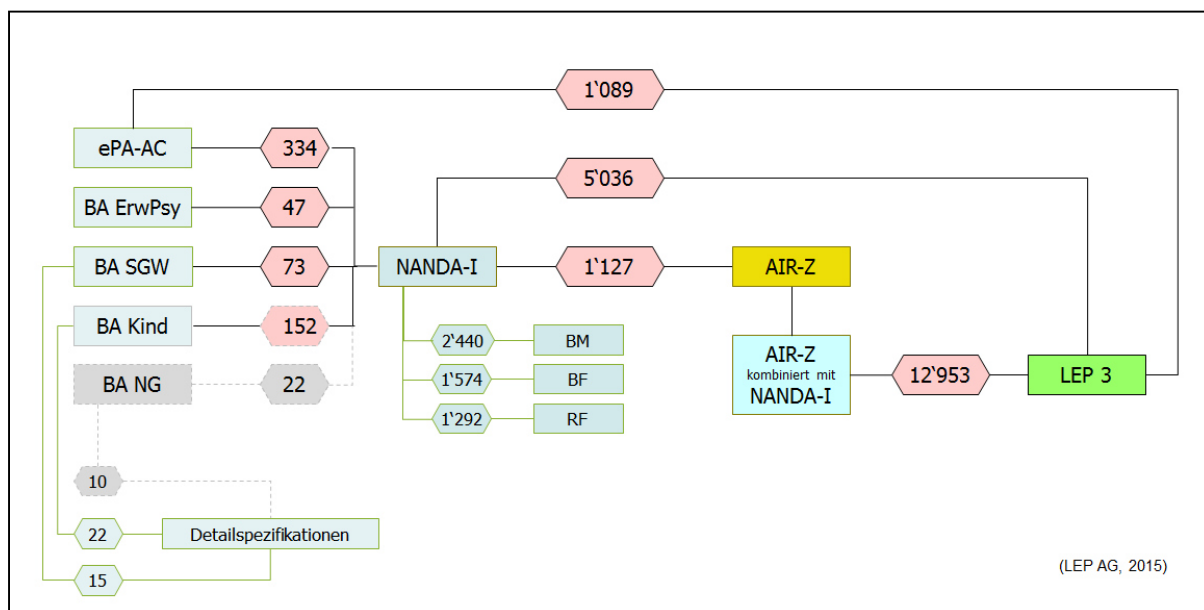 1‘089
ePA-AC
334
5‘036
BA ErwPsy
47
BA SGW
73
NANDA-I
1‘127
AIR-Z
BA Kind
152
2‘440
BM
AIR-Z
kombiniert mit
NANDA-I
12‘953
LEP 3
BA NG
22
1‘574
BF
1‘292
RF
10
22
Detailspezifikationen
15
(LEP AG, 2015)